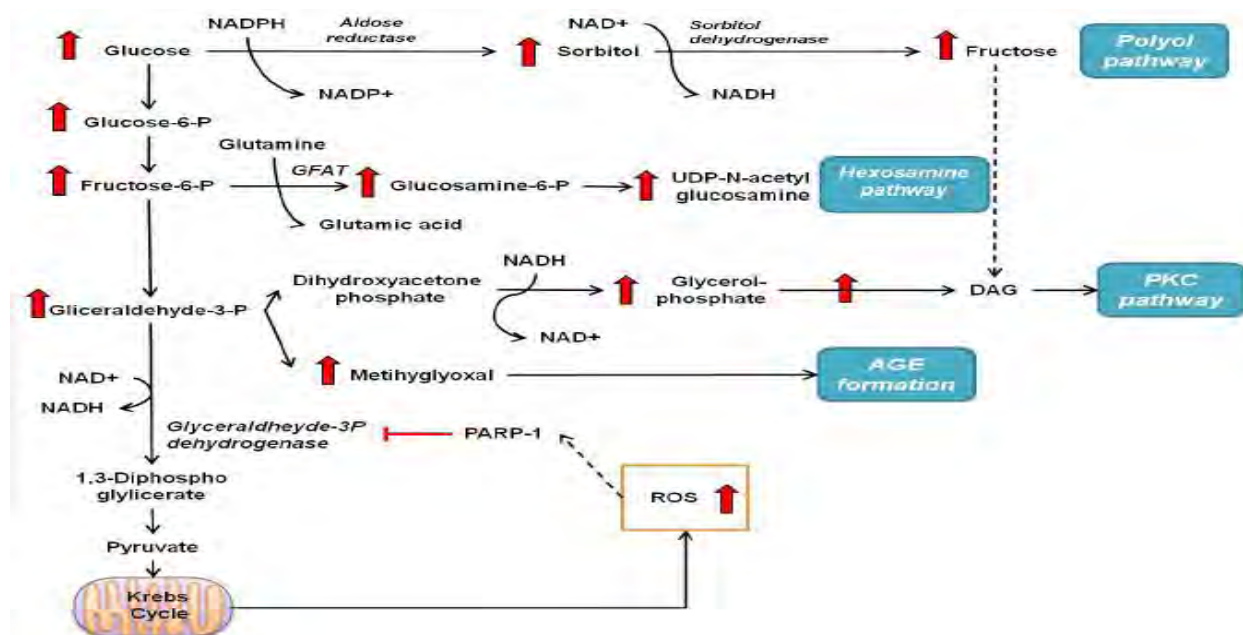 NADPH
Aldose
reductase
NAD+
Sorbitol
dehydrogenase
Glucose
Sorbitol
Fructose
Polyol
pathway
NADP+
NADH
Glucose-6-P
Glutamine
GFAT
Fructose-6-P
Glucosamine-6-P
UDP-N-acetyl
glucosamine
Hexosamine
pathway
Glutamic acid
NADH
Dihydroxyacetone
phosphate
Glycerol-
phosphate
DAG
PKC
pathway
Gliceraldehyde-3-P
NAD+
Metihyglyoxal
AGE
formation
NAD+
NADH
Glyceraldheyde-3P
dehydrogenase
PARP-1
1,3-Diphospho
glylicerate
ROS
Pyruvate
Krebs
Cycle